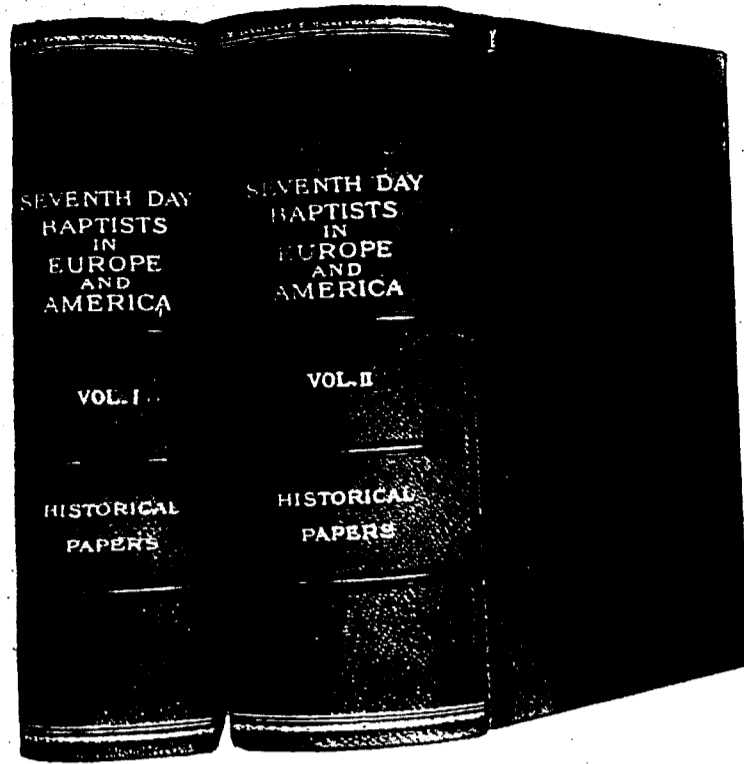 SEVENTH DAY
BAPTISTS
IN
EUROPE
AND
AMERICA
VOL. I
HISTORICAL
PAPERS
SEVENTH DAY
BAPTISTS
IN
EUROPE
AND
AMERICA
VOL. II
HISTORICAL
PAPERS